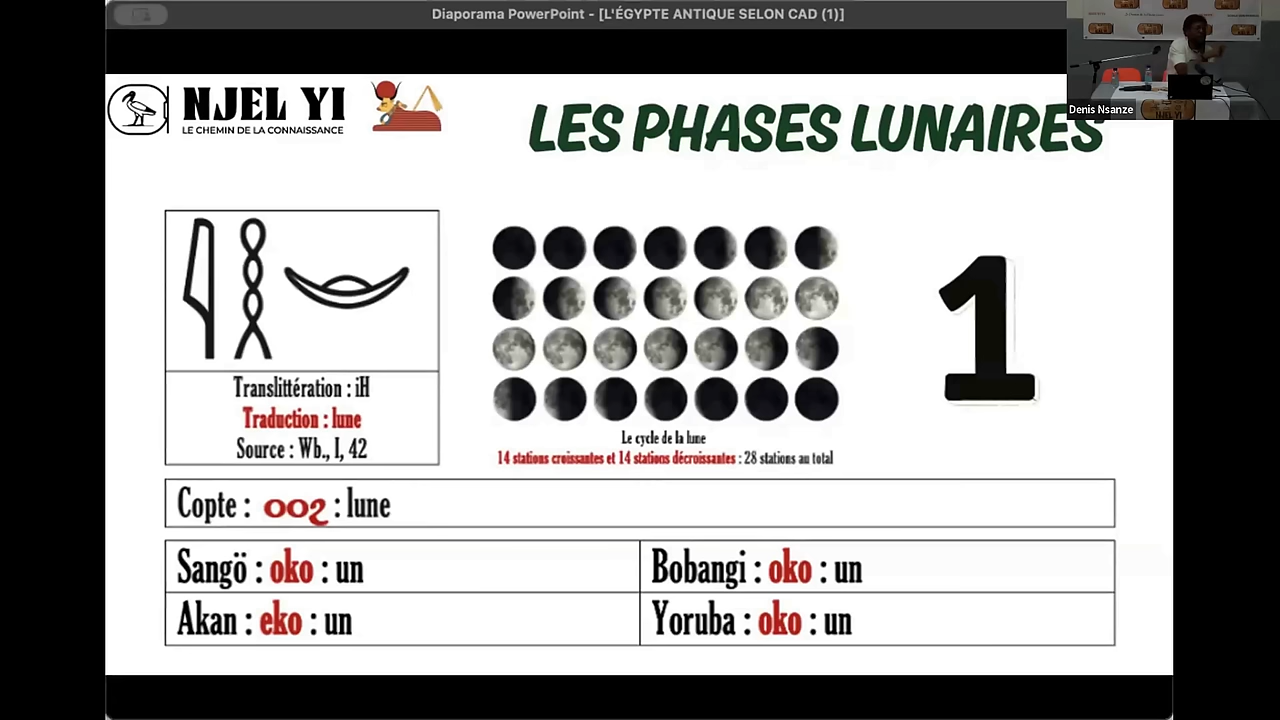 Diaporama PowerPoint - [L'ÉGYPTE ANTIQUE SELON CAD (1)]
Denis Nsanze
NJEL YI
NJEL YI
LE CHEMIN DE LA CONNAISSANCE
LES PHASES LUNAIRES
Translittération : iH
Traduction : lune
Source : Wb., I, 42
Le cycle de la lune
14 stations croissantes et 14 stations décroissantes : 28 stations au total
1
Copte : ⲟⲟϩ : lune
Sangö : oko : un
Bobangi : oko : un
Akan : eko : un
Yoruba : oko : un